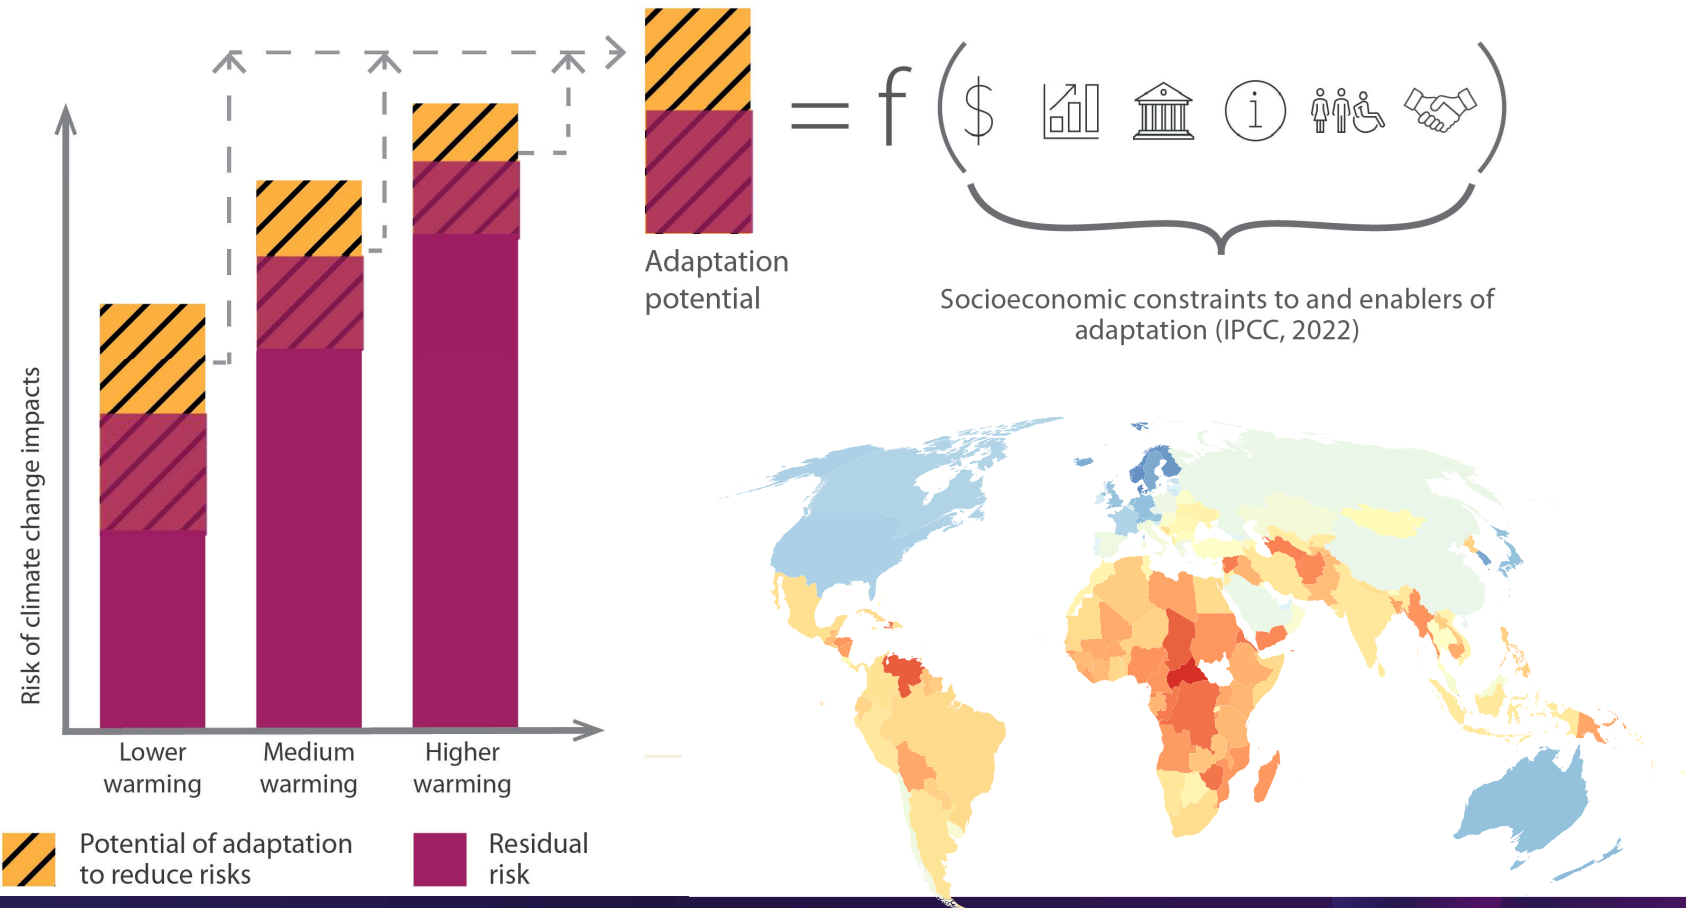 = f ( $ i )
Adaptation
potential
Socioeconomic constraints to and enablers of
adaptation (IPCC, 2022)
Risk of climate change impacts
Lower
warming
Medium
warming
Higher
warming
Potential of adaptation
to reduce risks
Residual
risk